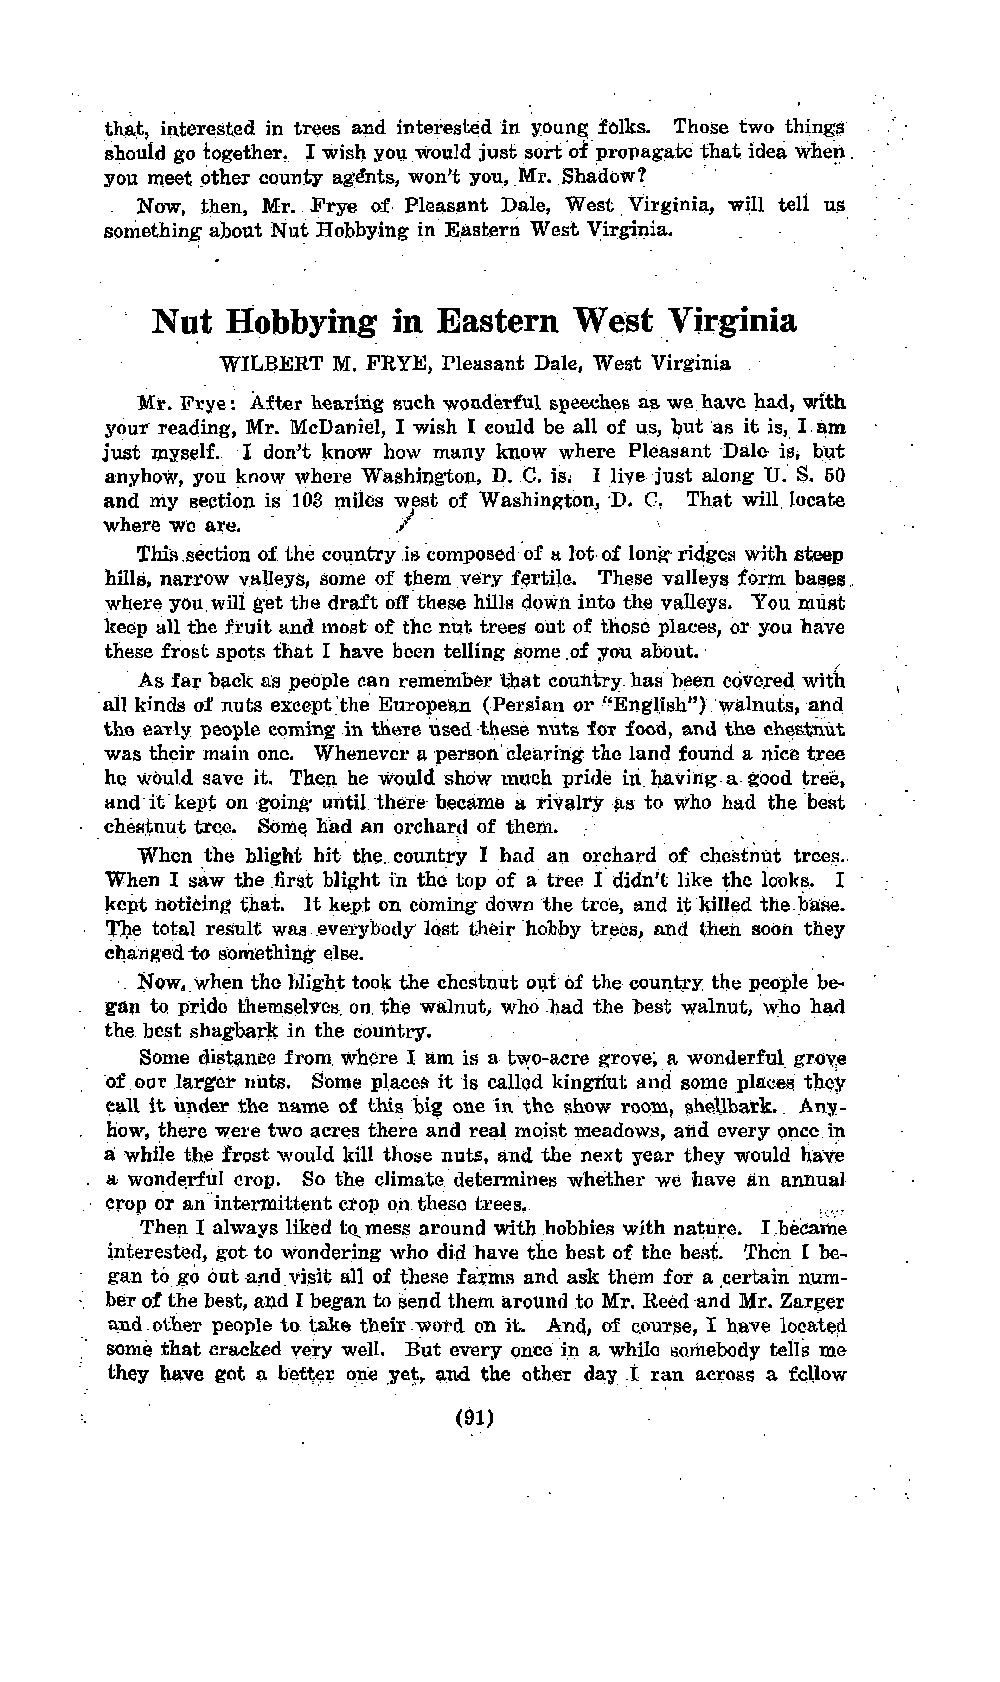 that, interested in trees and interested in young folks. Those two things
should go together. I wish you would just sort of propagate that idea when
you meet other county agents, won't you, Mr. Shadow?
Now, then, Mr. Frye of Pleasant Dale, West Virginia, will tell us
something about Nut Hobbying in Eastern West Virginia.
Nut Hobbying in Eastern West Virginia
WILBERT M. FRYE, Pleasant Dale, West Virginia
Mr. Frye: After hearing such wonderful speeches as we have had, with
your reading, Mr. McDaniel, I wish I could be all of us, but as it is, I am
just myself. I don't know how many know where Pleasant Dale is, but
anyhow, you know where Washington, D. C. is. I live just along U. S. 50
and my section is 103 miles west of Washington, D. C. That will locate
where we are.
This section of the country is composed of a lot of long ridges with steep
hills, narrow valleys, some of them very fertile. These valleys form bases
where you will get the draft off these hills down into the valleys. You must
keep all the fruit and most of the nut trees out of those places, or you have
these frost spots that I have been telling some of you about.
As far back as people can remember that country has been covered with
all kinds of nuts except the European (Persian or "English") walnuts, and
the early people coming in there used these nuts for food, and the chestnut
was their main one. Whenever a person clearing the land found a nice tree
he would save it. Then he would show much pride in having a good tree,
and it kept on going until there became a rivalry as to who had the best
chestnut tree. Some had an orchard of them.
When the blight hit the country I had an orchard of chestnut trees.
When I saw the first blight in the top of a tree I didn't like the looks. I
kept noticing that. It kept on coming down the tree, and it killed the base.
The total result was everybody lost their hobby trees, and then soon they
changed to something else.
Now, when the blight took the chestnut out of the country the people be-
gan to pride themselves on the walnut, who had the best walnut, who had
the best shagbark in the country.
Some distance from where I am is a two-acre grove, a wonderful grove
of our larger nuts. Some places it is called kingnut and some places they
call it under the name of this big one in the show room, shellbark. Any-
how, there were two acres there and real moist meadows, and every once in
a while the frost would kill those nuts, and the next year they would have
a wonderful crop. So the climate determines whether we have an annual
crop or an intermittent crop on these trees.
Then I always liked to mess around with hobbies with nature. I became
interested, got to wondering who did have the best of the best. Then I be-
gan to go out and visit all of these farms and ask them for a certain num-
ber of the best, and I began to send them around to Mr. Reed and Mr. Zarger
and other people to take their word on it. And, of course, I have located
some that cracked very well. But every once in a while somebody tells me
they have got a better one yet, and the other day I ran across a fellow
(91)